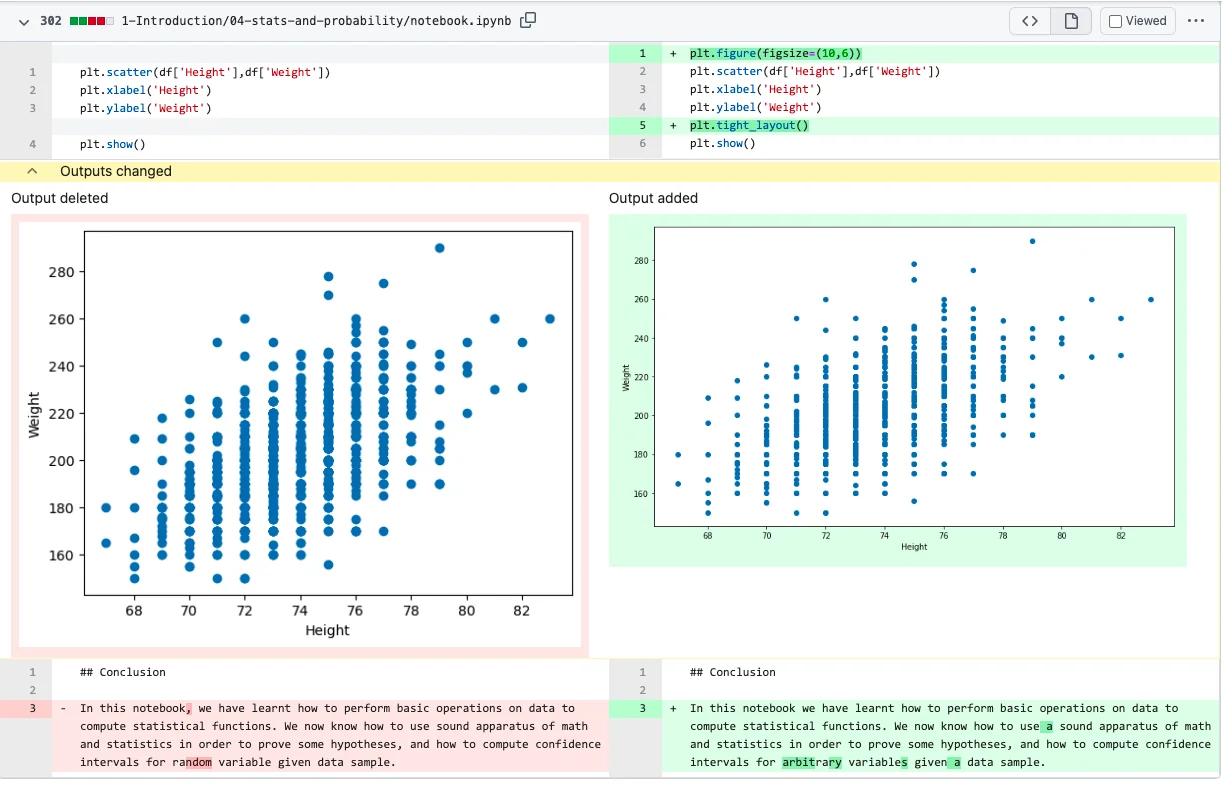 302 1-Introduction/04-stats-and-probability/notebook.ipynb Viewed
1 plt.scatter(df['Height'],df['Weight'])
2 plt.xlabel('Height')
3 plt.ylabel('Weight')
4 plt.show()
1 + plt.figure(figsize=(10,6))
2 plt.scatter(df['Height'],df['Weight'])
3 plt.xlabel('Height')
4 plt.ylabel('Weight')
5 + plt.tight_layout()
6 plt.show()
Outputs changed
Output deleted
280
260
240
220
200
180
160
Weight
68 70 72 74 76 78 80 82
Height
Output added
280
260
240
220
200
180
160
Weight
68 70 72 74 76 78 80 82
Height
1 ## Conclusion
2
3 - In this notebook, we have learnt how to perform basic operations on data to
compute statistical functions. We now know how to use sound apparatus of math
and statistics in order to prove some hypotheses, and how to compute confidence
intervals for random variable given data sample.
1 ## Conclusion
2
3 + In this notebook we have learnt how to perform basic operations on data to
compute statistical functions. We now know how to use a sound apparatus of math
and statistics in order to prove some hypotheses, and how to compute confidence
intervals for arbitrary variables given a data sample.